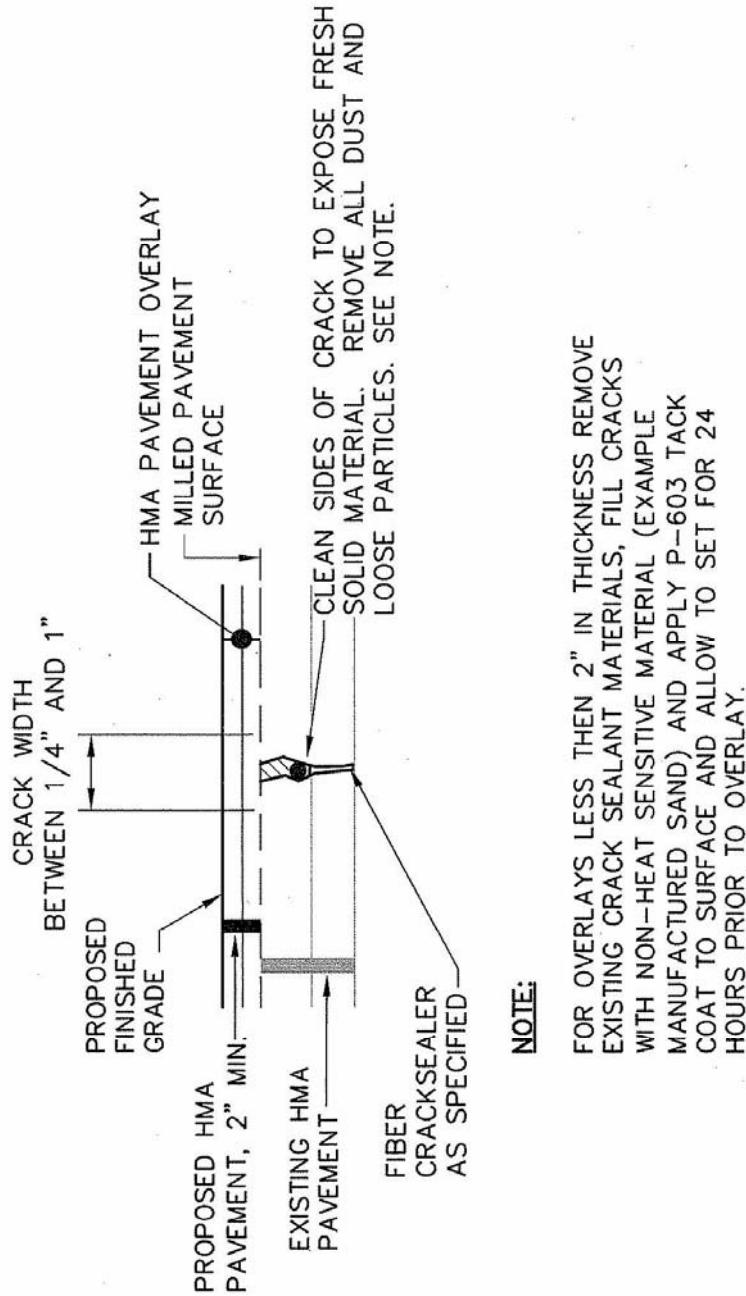 CRACK WIDTH
BETWEEN 1/4" AND 1"
PROPOSED
FINISHED
GRADE
HMA PAVEMENT OVERLAY
MILLED PAVEMENT
SURFACE
PROPOSED HMA
PAVEMENT, 2" MIN.
EXISTING HMA
PAVEMENT
CLEAN SIDES OF CRACK TO EXPOSE FRESH
SOLID MATERIAL. REMOVE ALL DUST AND
LOOSE PARTICLES. SEE NOTE.
FIBER
CRACKSEALER
AS SPECIFIED
NOTE:
FOR OVERLAYS LESS THEN 2" IN THICKNESS REMOVE
EXISTING CRACK SEALANT MATERIALS, FILL CRACKS
WITH NON-HEAT SENSITIVE MATERIAL (EXAMPLE
MANUFACTURED SAND) AND APPLY P-603 TACK
COAT TO SURFACE AND ALLOW TO SET FOR 24
HOURS PRIOR TO OVERLAY.